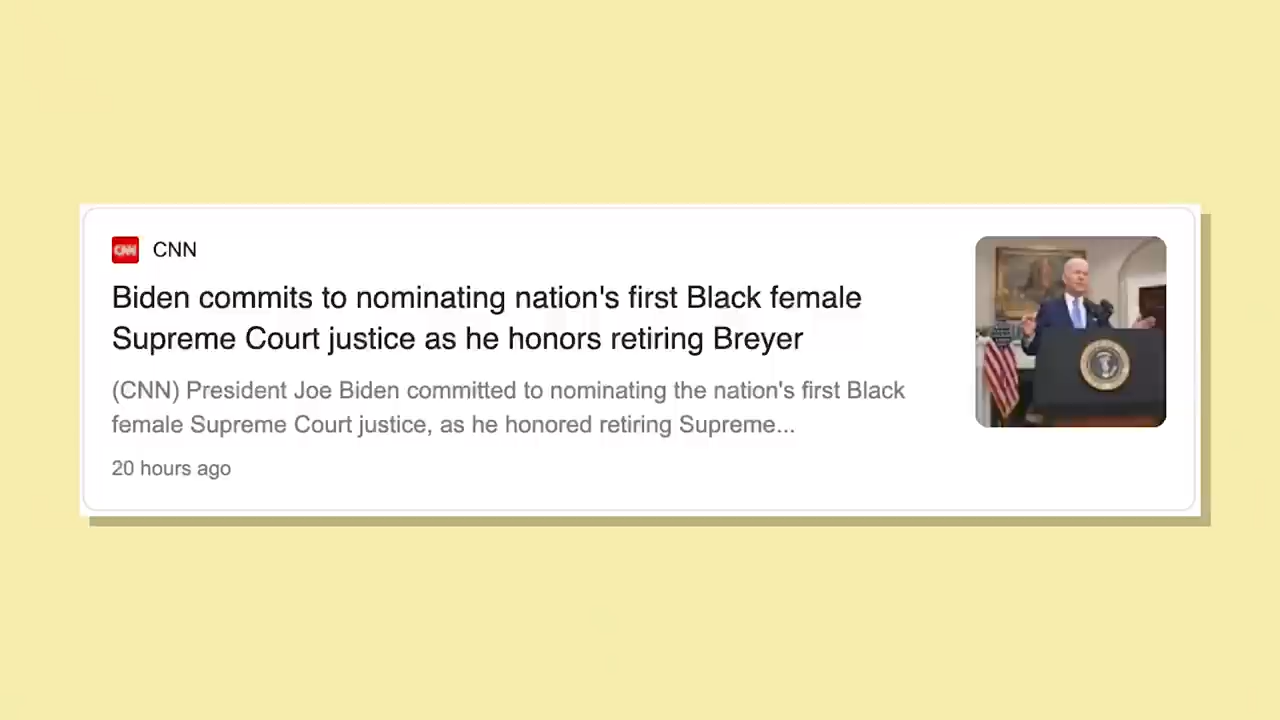 CNN CNN
Biden commits to nominating nation's first Black female
Supreme Court justice as he honors retiring Breyer
(CNN) President Joe Biden committed to nominating the nation's first Black
female Supreme Court justice, as he honored retiring Supreme...
20 hours ago